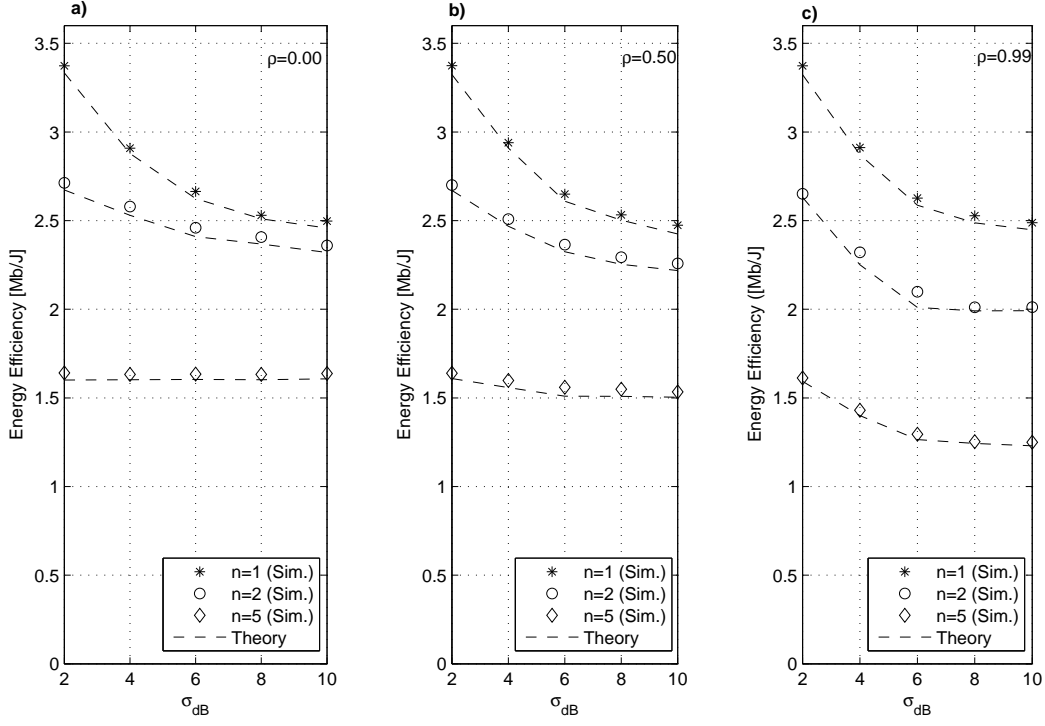 a)
ρ=0.00
Energy Efficiency [Mb/J]
3.5
3
2.5
2
1.5
1
0.5
0
2 4 6 8 10
σdB
n=1 (Sim.)
n=2 (Sim.)
n=5 (Sim.)
Theory
b)
ρ=0.50
Energy Efficiency [Mb/J]
3.5
3
2.5
2
1.5
1
0.5
0
2 4 6 8 10
σdB
n=1 (Sim.)
n=2 (Sim.)
n=5 (Sim.)
Theory
c)
ρ=0.99
Energy Efficiency ([Mb/J]
3.5
3
2.5
2
1.5
1
0.5
0
2 4 6 8 10
σdB
n=1 (Sim.)
n=2 (Sim.)
n=5 (Sim.)
Theory